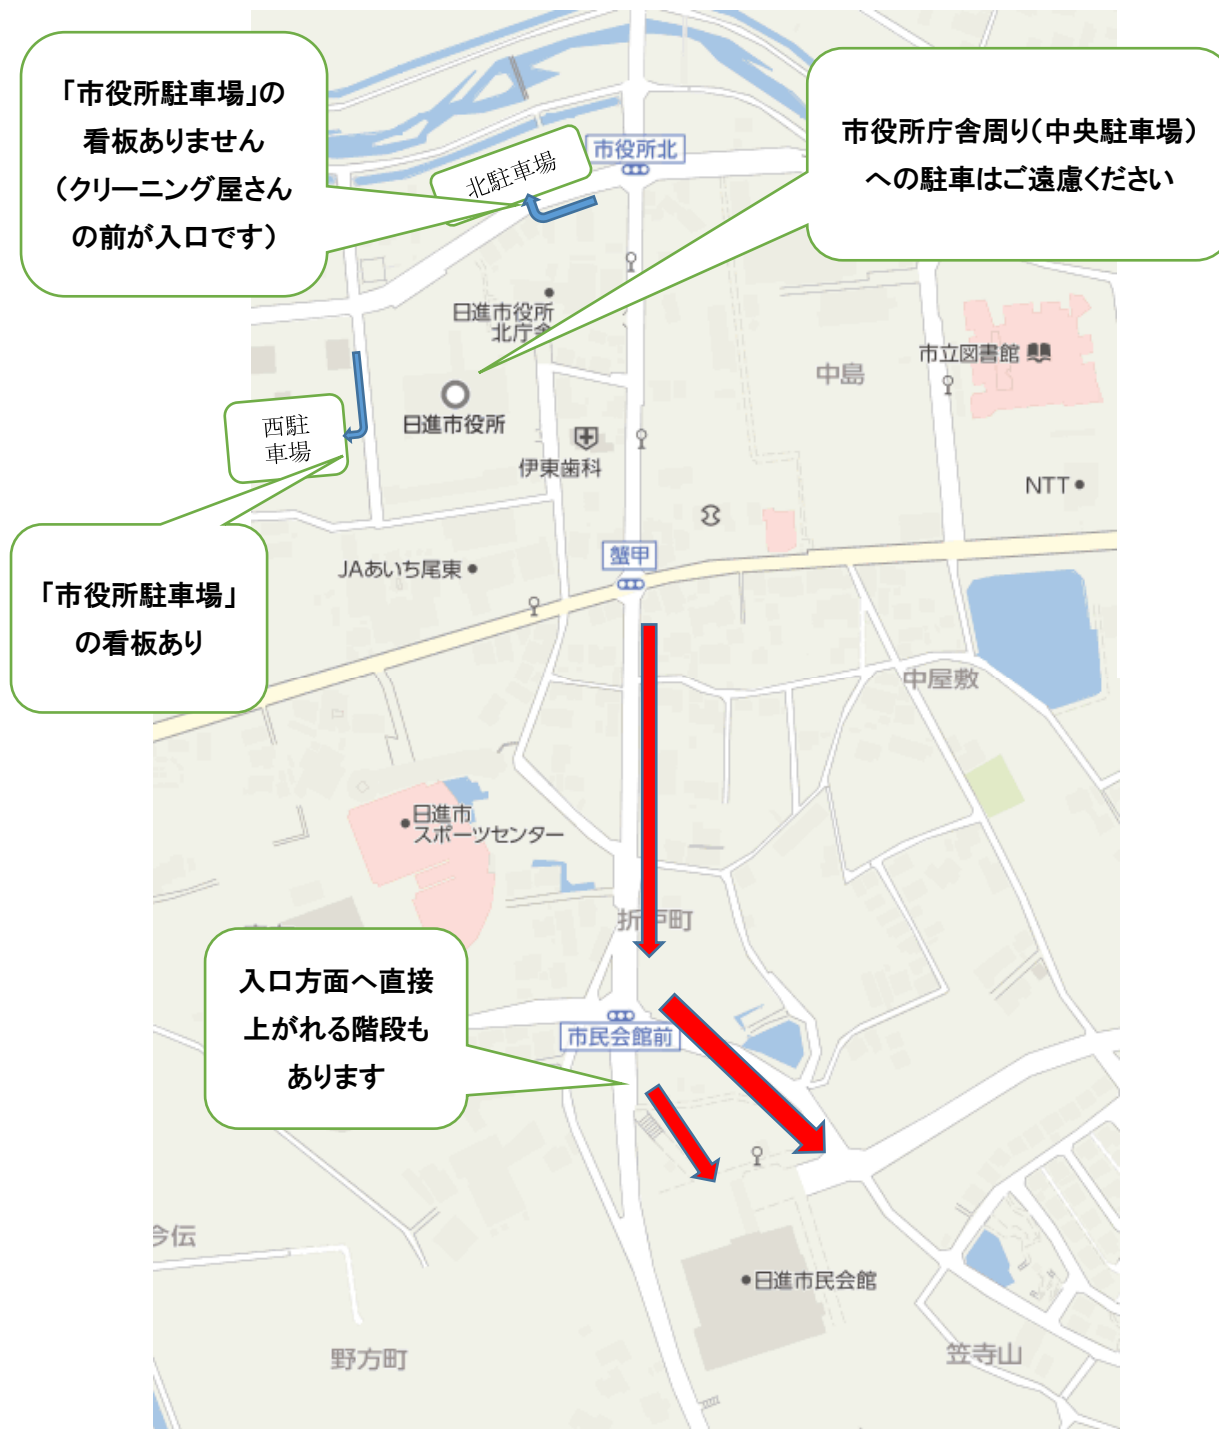 「市役所駐車場」の
看板ありません
（クリーニング屋さん
の前が入口です）
市役所庁舎周り（中央駐車場）
への駐車はご遠慮ください
市役所北
北駐車場
日進市役所
北庁舎
市立図書館
中島
日進市役所
西駐
車場
伊東歯科
NTT
蟹甲
JAあいち尾東
「市役所駐車場」
の看板あり
中屋敷
日進市
スポーツセンター
折戸町
入口方面へ直接
上がれる階段も
あります
市民会館前
今伝
日進市民会館
野方町
笠寺山